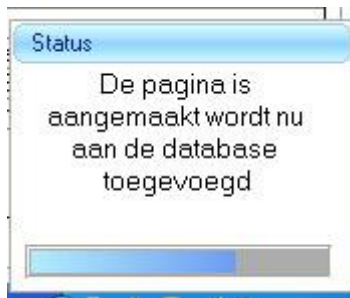 Status
De pagina is
aangemaakt wordt nu
aan de database
toegevoegd